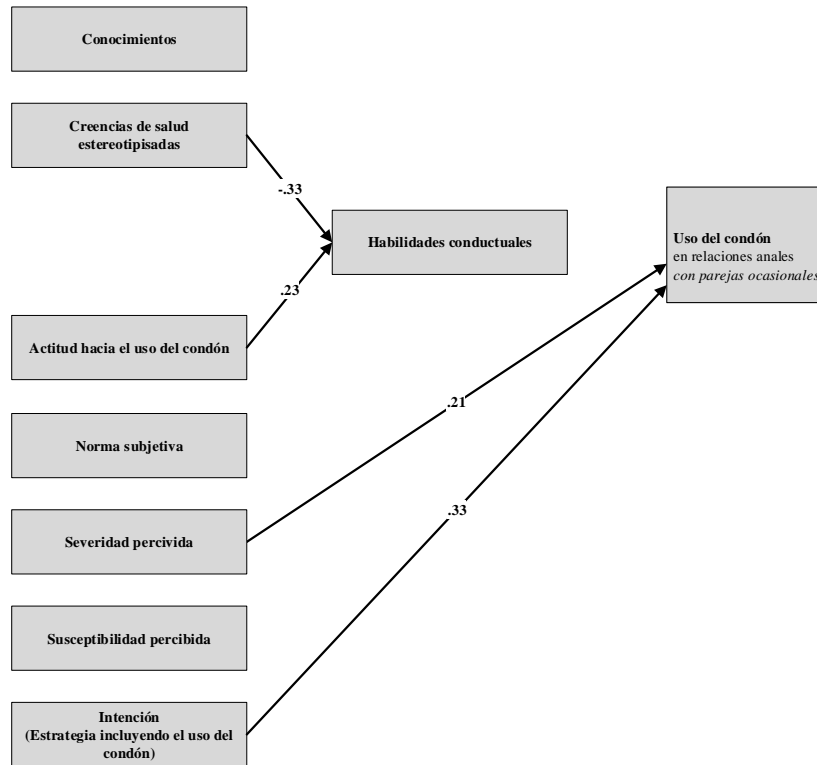 Conocimientos
Creencias de salud
estereotipisadas
-.33
Habilidades conductuales
Uso del condón
en relaciones anales
con parejas ocasionales
.23
Actitud hacia el uso del condón
.21
Norma subjetiva
Severidad percivida
.33
Susceptibilidad percibida
Intención
(Estrategia incluyendo el uso del
condón)